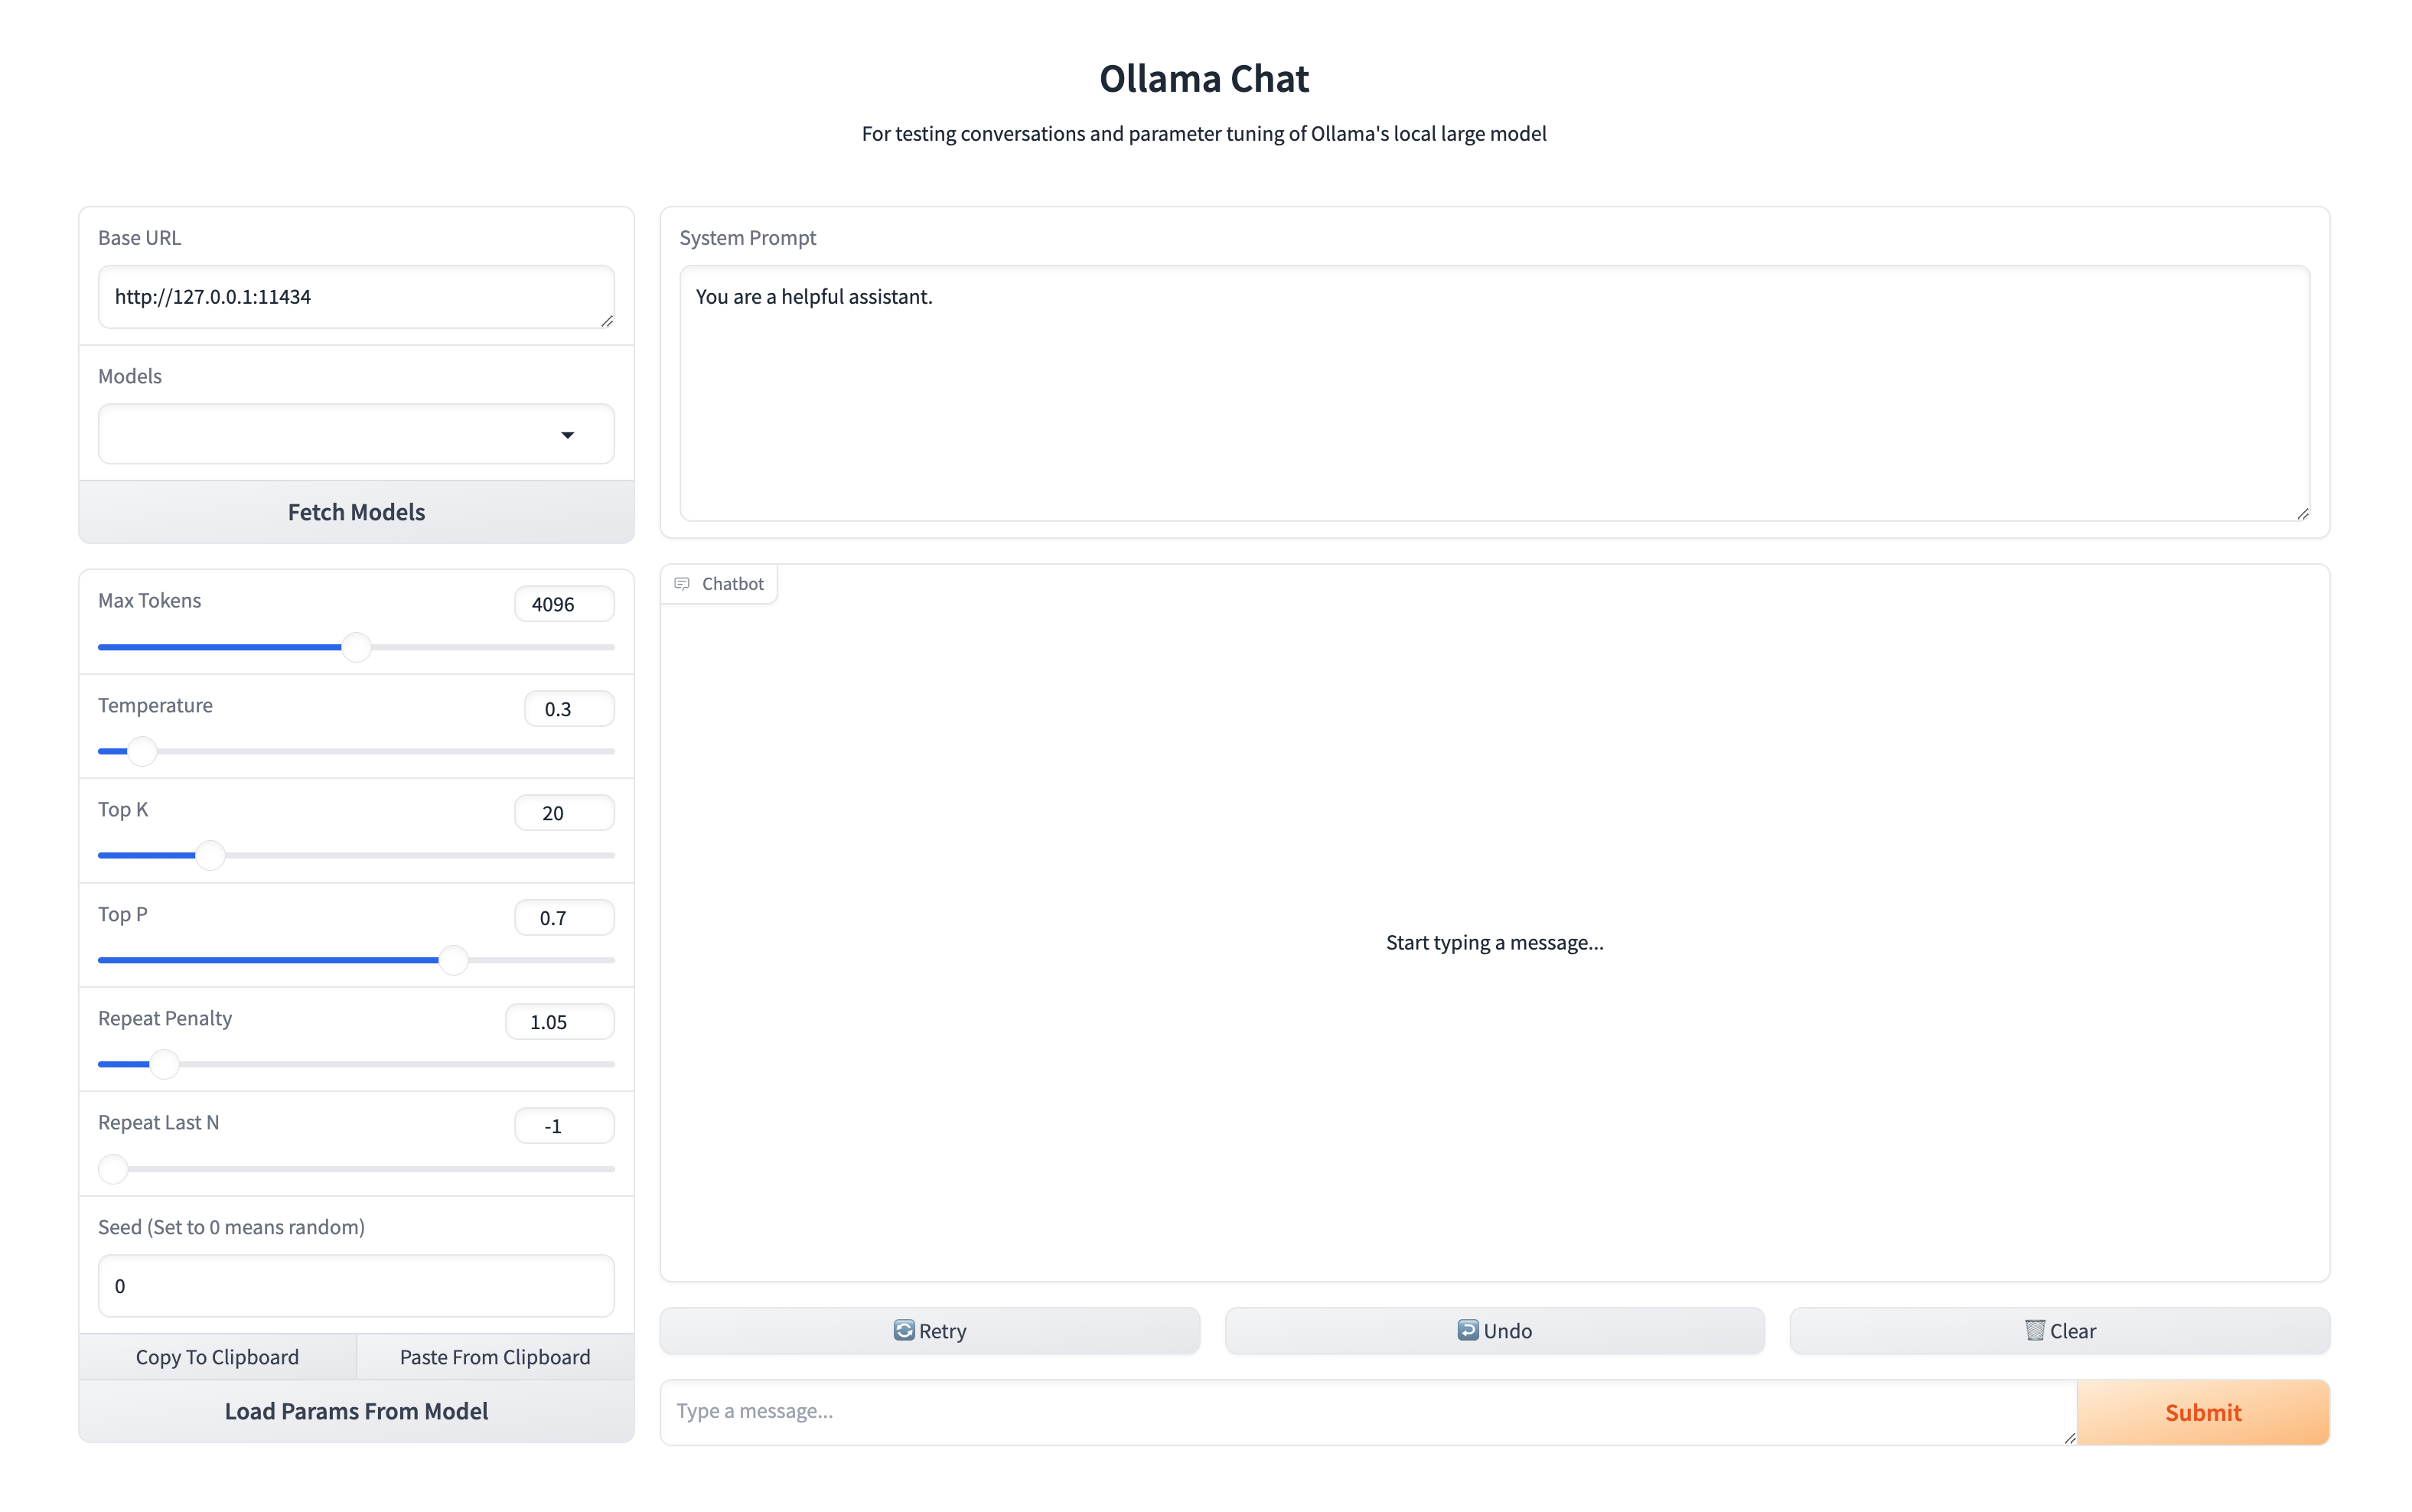 Ollama Chat
For testing conversations and parameter tuning of Ollama's local large model
Base URL
http://127.0.0.1:11434
Models
Fetch Models
Max Tokens
4096
Temperature
0.3
Top K
20
Top P
0.7
Repeat Penalty
1.05
Repeat Last N
-1
Seed (Set to 0 means random)
0
Copy To Clipboard
Paste From Clipboard
Load Params From Model
System Prompt
You are a helpful assistant.
Chatbot
Start typing a message...
Retry
Undo
Clear
Type a message...
Submit